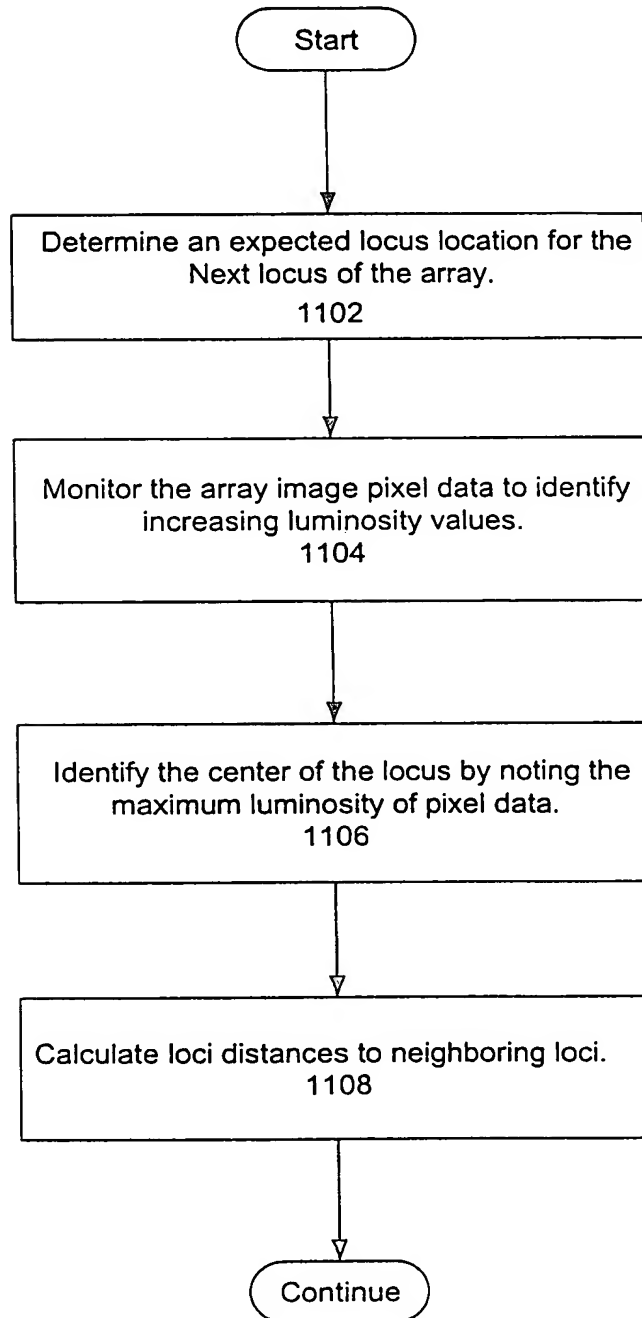 Start
Determine an expected locus location for the
Next locus of the array.
1102
Monitor the array image pixel data to identify
increasing luminosity values.
1104
Identify the center of the locus by noting the
maximum luminosity of pixel data.
1106
Calculate loci distances to neighboring loci.
1108
Continue